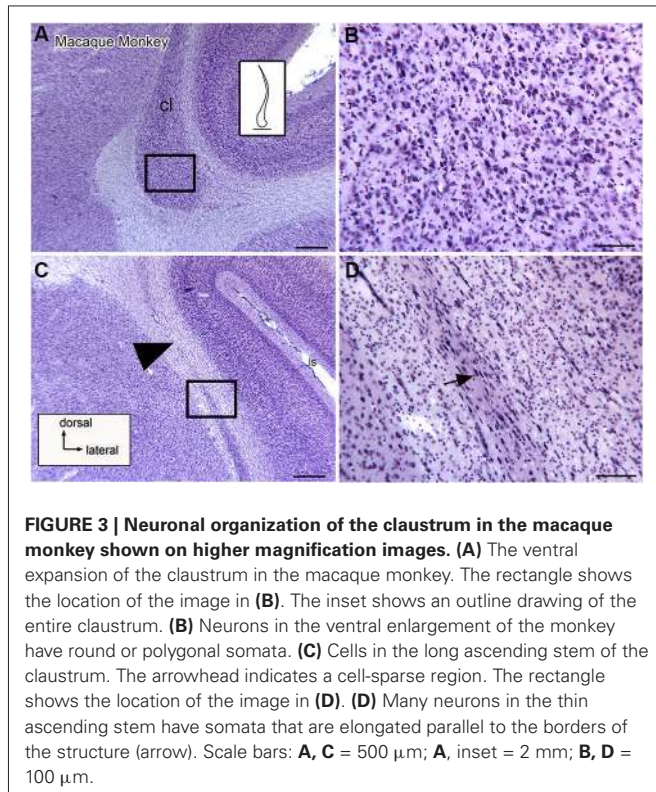 A
Macaque Monkey
cl
B
C
ls
dorsal
lateral
D
FIGURE 3 | Neuronal organization of the claustrum in the macaque
monkey shown on higher magnification images. (A) The ventral
expansion of the claustrum in the macaque monkey. The rectangle shows
the location of the image in (B). The inset shows an outline drawing of the
entire claustrum. (B) Neurons in the ventral enlargement of the monkey
have round or polygonal somata. (C) Cells in the long ascending stem of the
claustrum. The arrowhead indicates a cell-sparse region. The rectangle
shows the location of the image in (D). (D) Many neurons in the thin
ascending stem have somata that are elongated parallel to the borders of
the structure (arrow). Scale bars: A, C = 500 μm; A, inset = 2 mm; B, D =
100 μm.